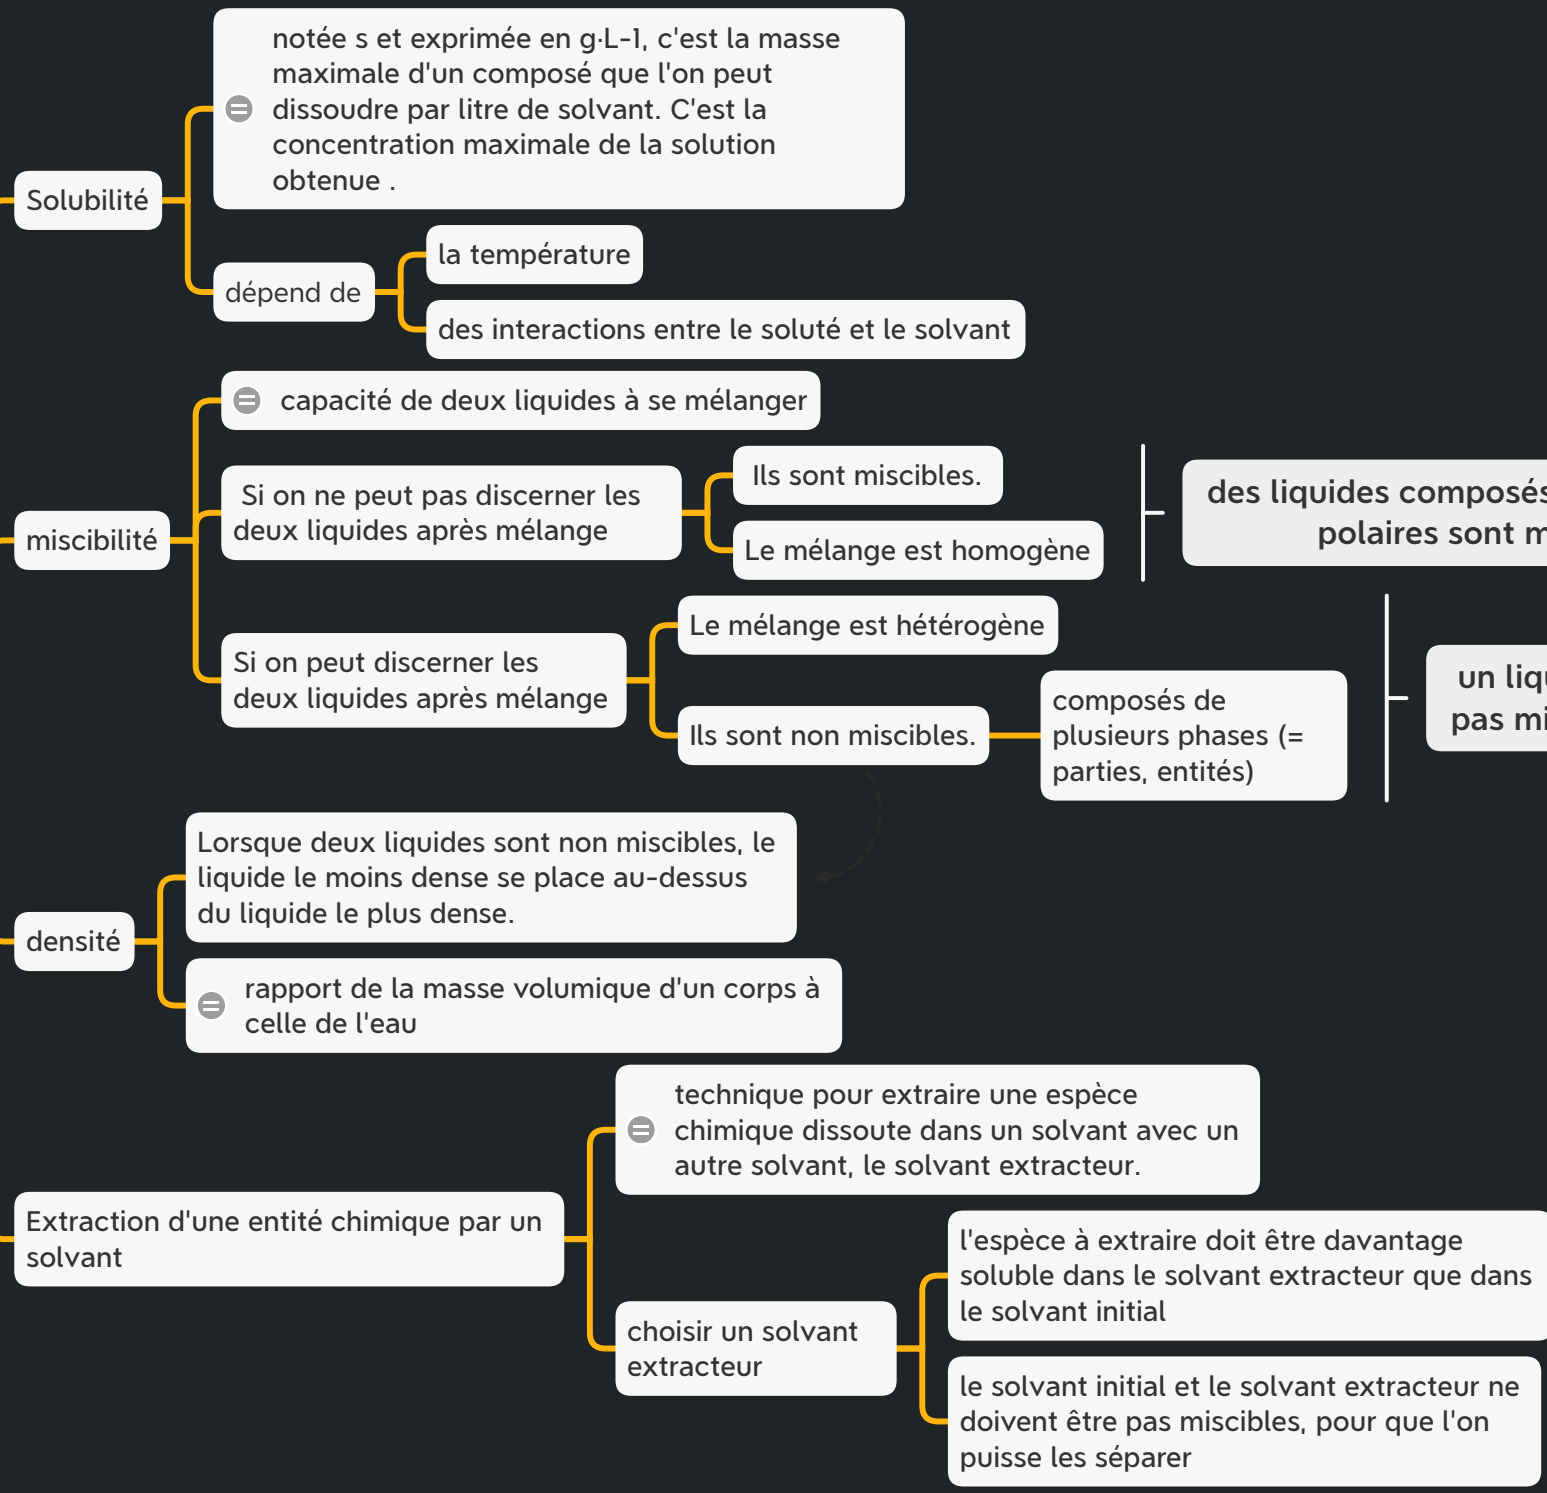 notée s et exprimée en g·L-1, c'est la masse
maximale d'un composé que l'on peut
dissoudre par litre de solvant. C'est la
concentration maximale de la solution
obtenue .
Solubilité
dépend de
la température
des interactions entre le soluté et le solvant
miscibilité
capacité de deux liquides à se mélanger
Si on ne peut pas discerner les
deux liquides après mélange
Ils sont miscibles.
Le mélange est homogène
des liquides composés
polaires sont m
Si on peut discerner les
deux liquides après mélange
Le mélange est hétérogène
Ils sont non miscibles.
composés de
plusieurs phases (=
parties, entités)
un liqu
pas mi
densité
Lorsque deux liquides sont non miscibles, le
liquide le moins dense se place au-dessus
du liquide le plus dense.
rapport de la masse volumique d'un corps à
celle de l'eau
Extraction d'une entité chimique par un
solvant
technique pour extraire une espèce
chimique dissoute dans un solvant avec un
autre solvant, le solvant extracteur.
choisir un solvant
extracteur
l'espèce à extraire doit être davantage
soluble dans le solvant extracteur que dans
le solvant initial
le solvant initial et le solvant extracteur ne
doivent être pas miscibles, pour que l'on
puisse les séparer